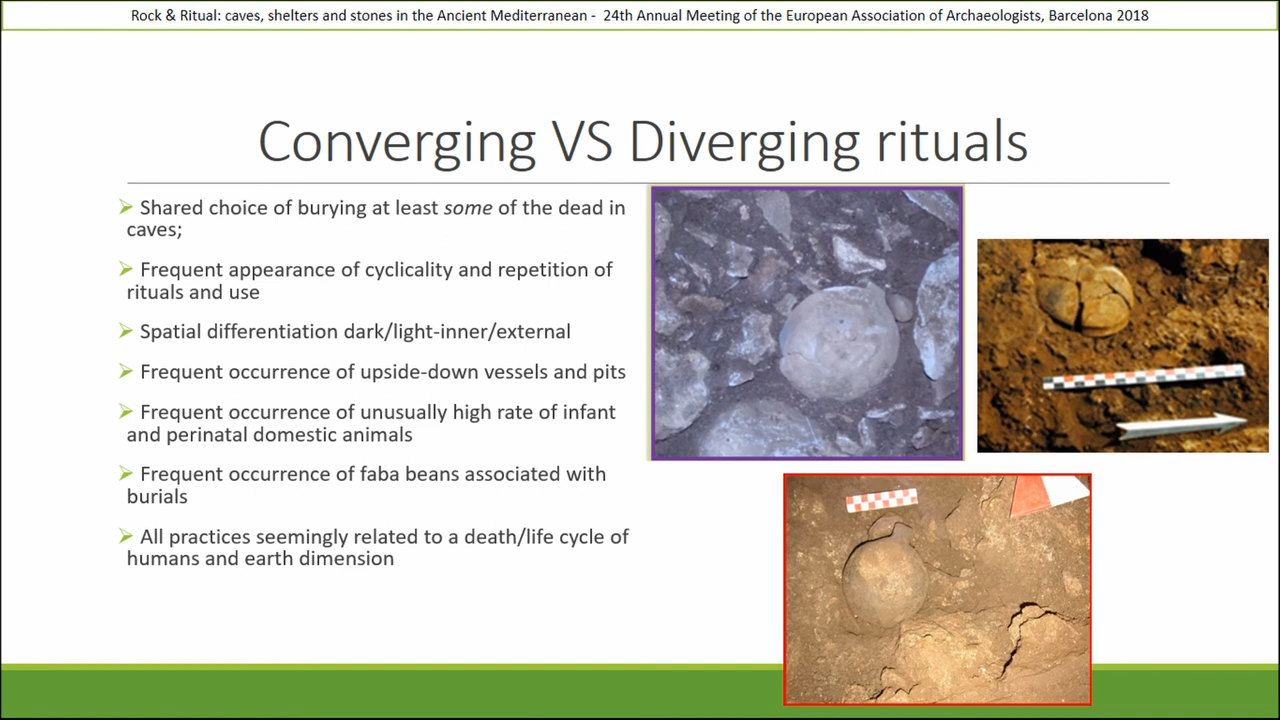 Rock & Ritual: caves, shelters and stones in the Ancient Mediterranean - 24th Annual Meeting of the European Association of Archaeologists, Barcelona 2018
Converging VS Diverging rituals
Shared choice of burying at least some of the dead in
caves;
Frequent appearance of cyclicality and repetition of
rituals and use
Spatial differentiation dark/light-inner/external
Frequent occurrence of upside-down vessels and pits
Frequent occurrence of unusually high rate of infant
and perinatal domestic animals
Frequent occurrence of faba beans associated with
burials
All practices seemingly related to a death/life cycle of
humans and earth dimension